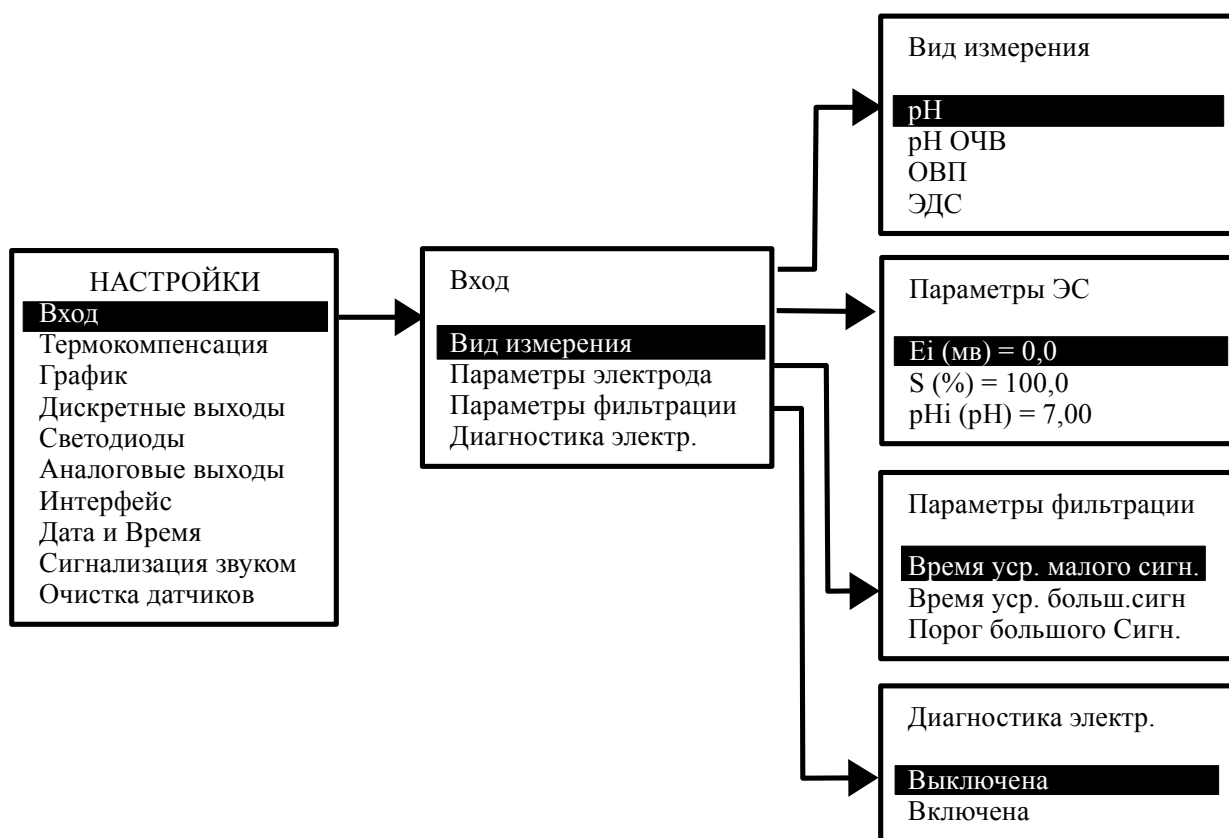 НАСТРОЙКИ
Вход
Термокомпенсация
График
Дискретные выходы
Светодиоды
Аналоговые выходы
Интерфейс
Дата и Время
Сигнализация звуком
Очистка датчиков
Вход
Вид измерения
Параметры электрода
Параметры фильтрации
Диагностика электр.
Вид измерения
pH
pH ОЧВ
ОВП
ЭДС
Параметры ЭС
Ei (мв) = 0,0
S (%) = 100,0
pHi (pH) = 7,00
Параметры фильтрации
Время уср. малого сигн.
Время уср. больш.сигн
Порог большого Сигн.
Диагностика электр.
Выключена
Включена